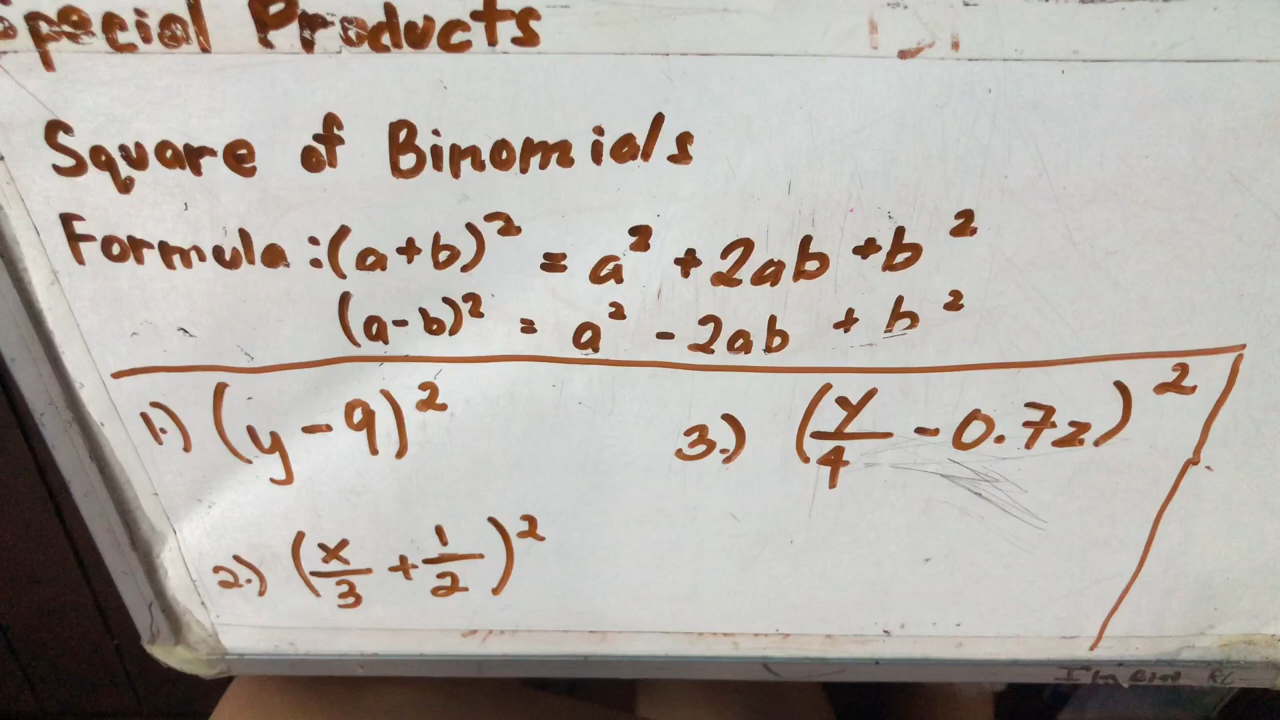 Special Products
Square of Binomials
Formula: (a+b)² = a² + 2ab + b²
(a-b)² = a² - 2ab + b²
1.) (y-9)²
3.) (y/4 - 0.7z)²
2.) (x/3 + 1/2)²